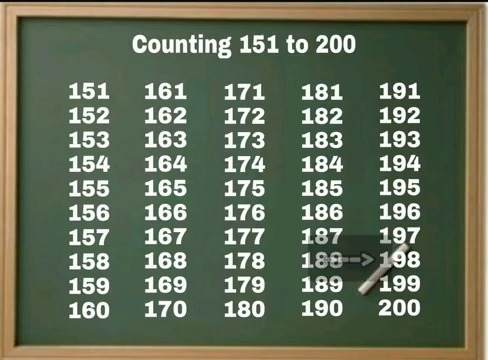 Counting 151 to 200
151 161 171 181 191
152 162 172 182 192
153 163 173 183 193
154 164 174 184 194
155 165 175 185 195
156 166 176 186 196
157 167 177 187 197
158 168 178 188 198
159 169 179 189 199
160 170 180 190 200